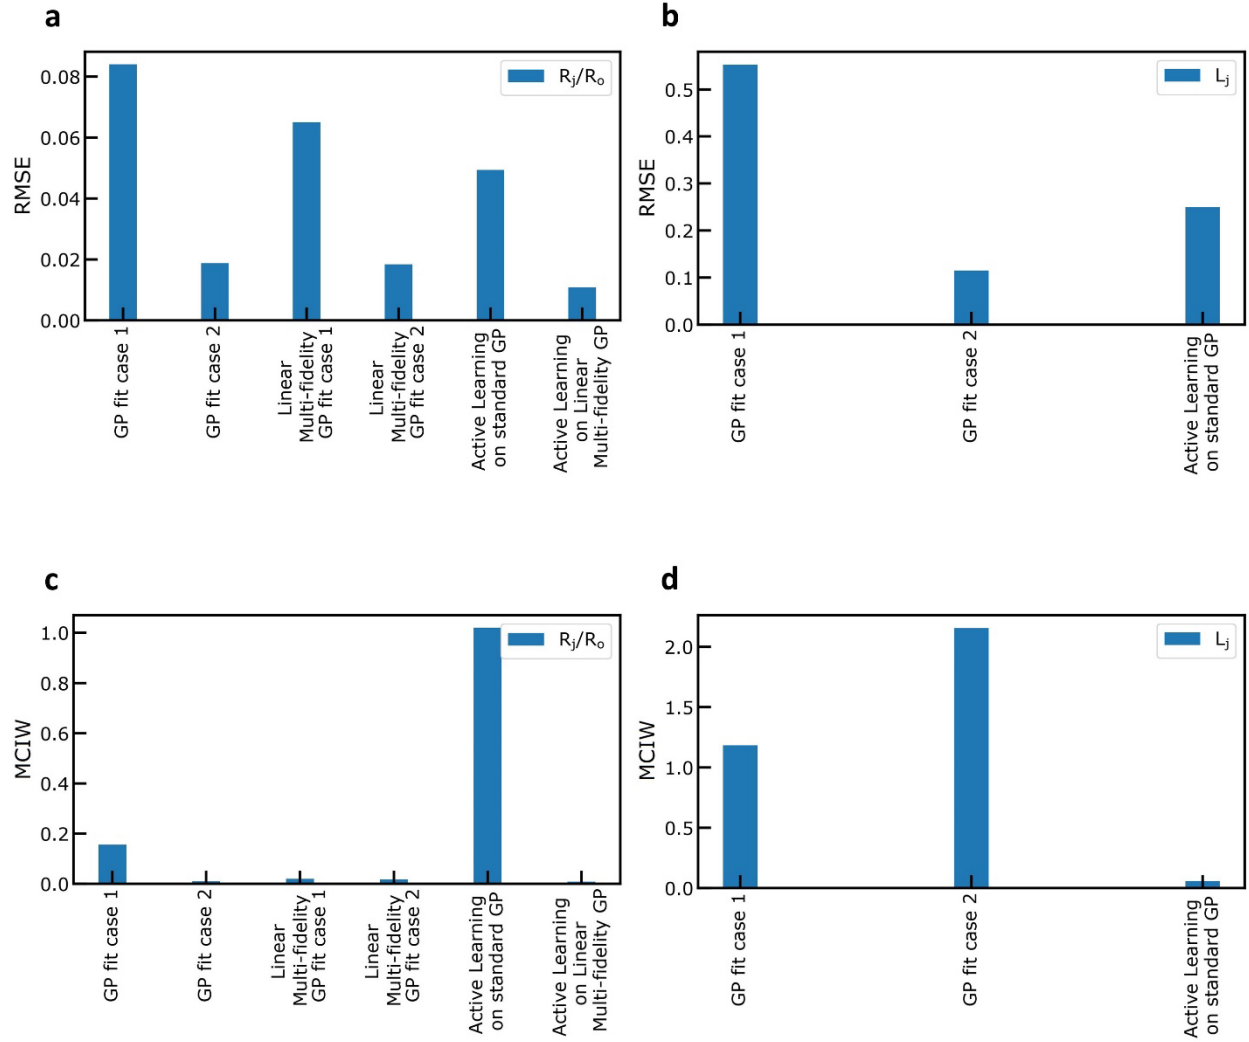 a
0.08
0.06
0.04
0.02
0.00
RMSE
Rj/Ro
GP fit case 1
GP fit case 2
Linear
Multi-fidelity
GP fit case 1
Linear
Multi-fidelity
GP fit case 2
Active Learning
on standard GP
Active Learning
on Linear
Multi-fidelity GP
b
0.5
0.4
0.3
0.2
0.1
0.0
RMSE
Lj
GP fit case 1
GP fit case 2
Active Learning
on standard GP
c
1.0
0.8
0.6
0.4
0.2
0.0
MCIW
Rj/Ro
GP fit case 1
GP fit case 2
Linear
Multi-fidelity
GP fit case 1
Linear
Multi-fidelity
GP fit case 2
Active Learning
on standard GP
Active Learning
on Linear
Multi-fidelity GP
d
2.0
1.5
1.0
0.5
0.0
MCIW
Lj
GP fit case 1
GP fit case 2
Active Learning
on standard GP